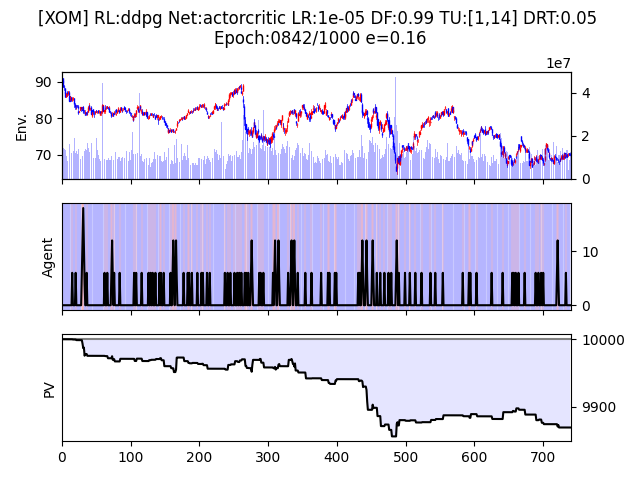 [XOM] RL:ddpg Net:actorcritic LR:1e-05 DF:0.99 TU:[1,14] DRT:0.05
Epoch:0842/1000 e=0.16
1e7
Env.
90
80
70
4
2
0
Agent
10
0
PV
10000
9900
0 100 200 300 400 500 600 700